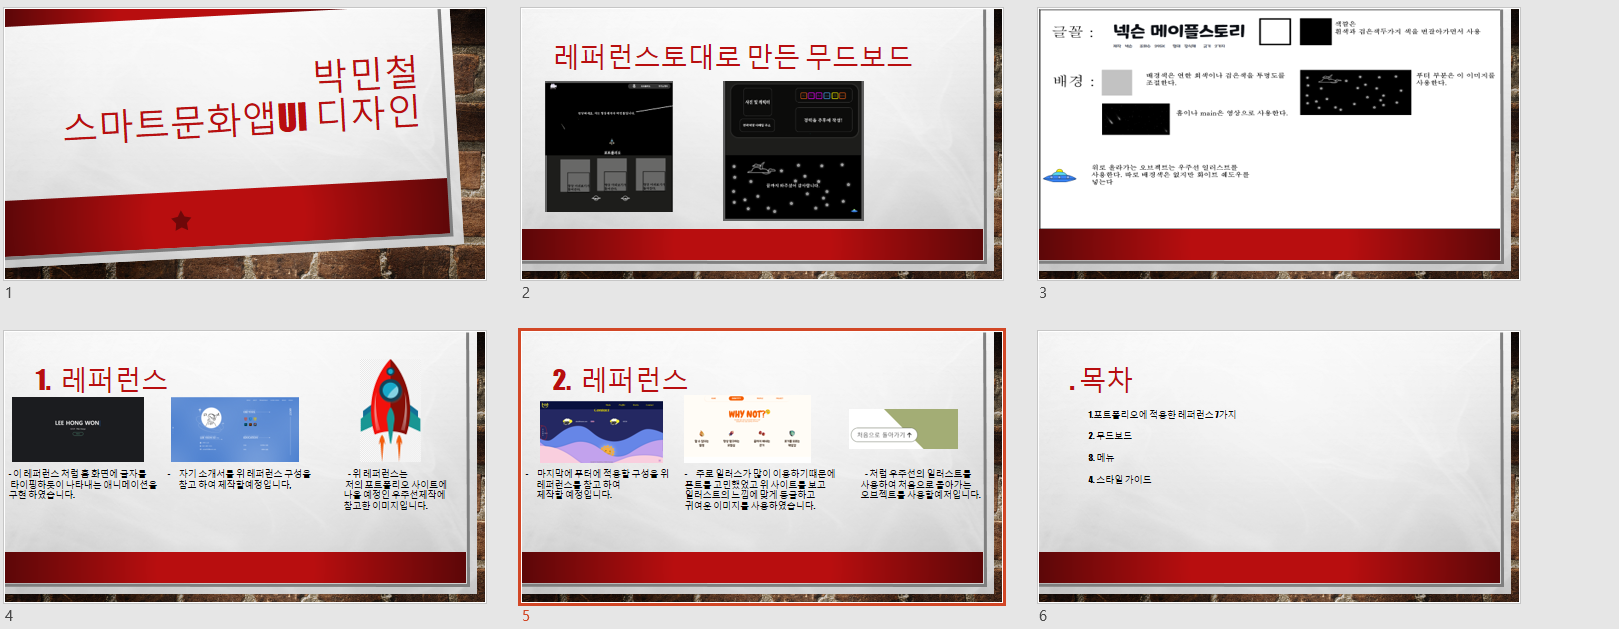 박민철
스마트문화앱UI 디자인
1
레퍼런스토대로 만든 무드보드
포트폴리오
2
글꼴 :
넥슨 메이플스토리
색깔은
흰색과 검은색두가지 색을 번갈아가면서 사용
배경 :
배경색은 연한 회색이나 검은색을 투명도를
조절한다.
푸터 부분은 이 이미지를
사용한다.
홈이나 main은 영상으로 사용한다.
위로 올라가는 오브젝트는 우주선 일러스트를
사용한다. 따로 배경색은 없지만 화이트 쉐도우를
넣는다
3
1. 레퍼런스
LEE HONG WON
- 이 레퍼런스 처럼 홈 화면에 글자를
타이핑하듯이 나타내는 애니메이션을
구현 하였습니다.
- 자기 소개서를 위 레퍼런스 구성을
참고 하여 제작할예정입니다,
- 위 레퍼런스는
저의 포트폴리오 사이트에
나올 예정인 우주선제작에
참고한 이미지입니다.
4
2. 레퍼런스
WHY NOT?
처음으로 돌아가기
- 마지막에 푸터에 적용할 구성을 위
레퍼런스를 참고 하여
제작할 예정입니다.
- 주로 일러스가 많이 이용하기때문에
폰트를 고민했었고 위 사이트를 보고
일러스트의 느낌에 맞게 둥글하고
귀여운 이미지를 사용하였습니다.
- 처럼 우주선의 일러스트를
사용하여 처음으로 돌아가는
오브젝트를 사용할예저입니다.
5
. 목차
1.포트폴리오에 적용한 레퍼런스 7가지
2. 무드보드
3. 메뉴
4. 스타일 가이드
6